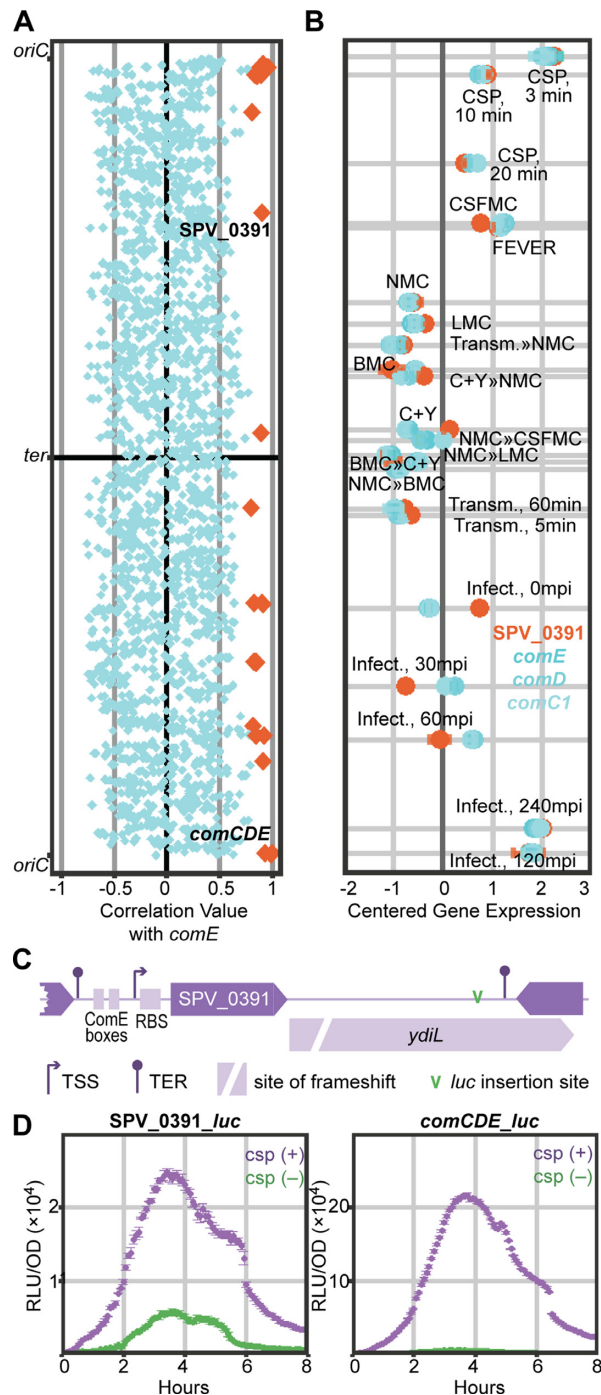 A
oriC
SPV_0391
ter
comCDE
oriC
-1
-0.5
0
0.5
1
Correlation Value
with comE
B
CSP,
3 min
CSP,
10 min
CSP,
20 min
CSFMC
FEVER
NMC
LMC
Transm.»NMC
BMC
C+Y»NMC
C+Y
NMC»CSFMC
NMC»LMC
BMC»C+Y
NMC»BMC
Transm., 60min
Transm., 5min
Infect., 0mpi
SPV_0391
comE
comD
comC1
Infect., 30mpi
Infect., 60mpi
Infect., 240mpi
Infect., 120mpi
-2
-1
0
1
2
3
Centered Gene Expression
C
SPV_0391
ComE
boxes
RBS
ydiL
TSS
TER
site of frameshift
v luc insertion site
D
SPV_0391_luc
csp (+)
csp (–)
2
1
RLU/OD (×10⁴)
0 2 4 6 8
Hours
comCDE_luc
csp (+)
csp (–)
20
10
RLU/OD (×10⁴)
0 2 4 6 8
Hours